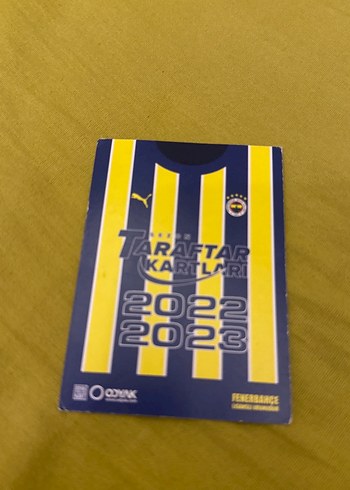 TARAFTAR
KARTLARI
2022
2023
FENERBAHÇE